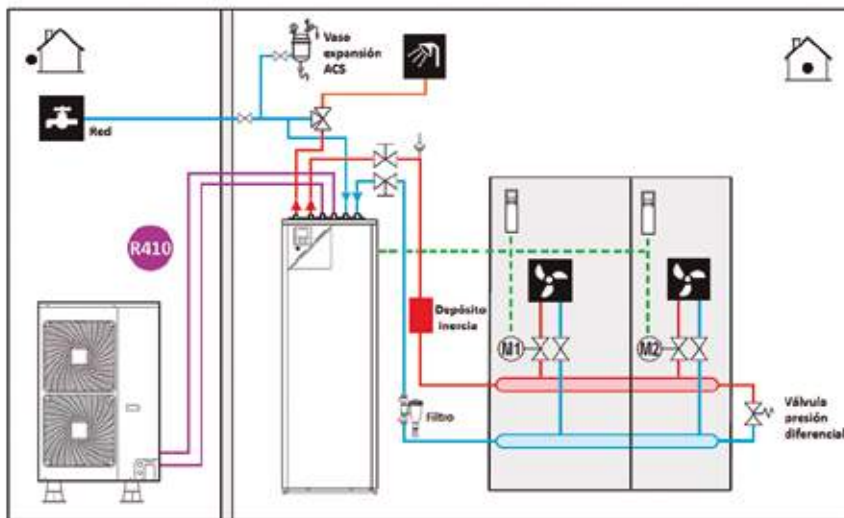 Vaso
expansión
ACS
Red
R410
Depósito
inercia
M1
M2
Filtro
Válvula
presión
diferencial